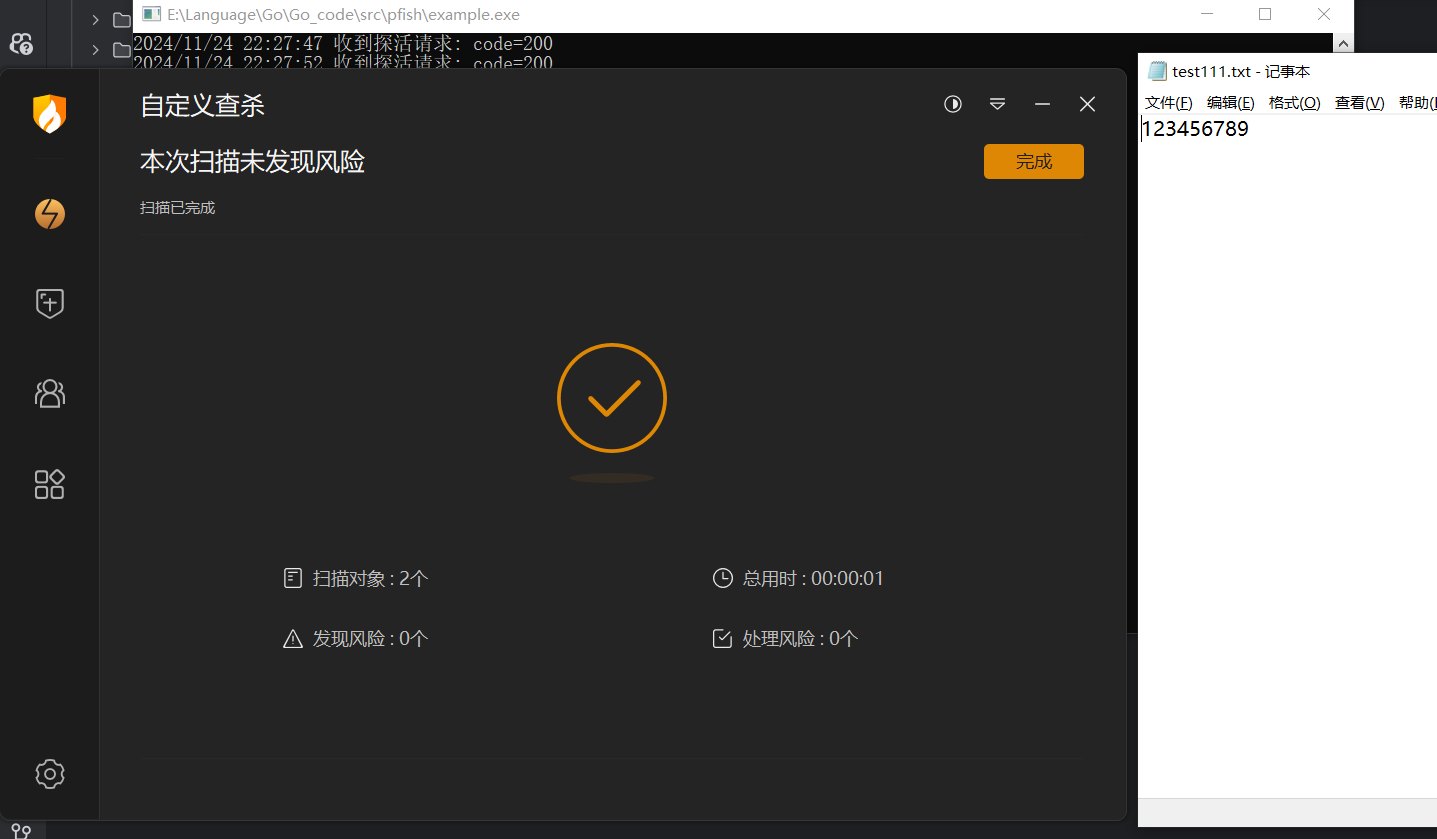 E:\Language\Go\Go_code\src\pfish\example.exe
2024/11/24 22:27:47 收到探活请求: code=200
2024/11/24 22:27:52 收到探活请求: code=200
自定义查杀
本次扫描未发现风险
完成
扫描已完成
扫描对象 : 2个
总用时 : 00:00:01
发现风险 : 0个
处理风险 : 0个
test111.txt - 记事本
文件(F) 编辑(E) 格式(O) 查看(V) 帮助(
123456789